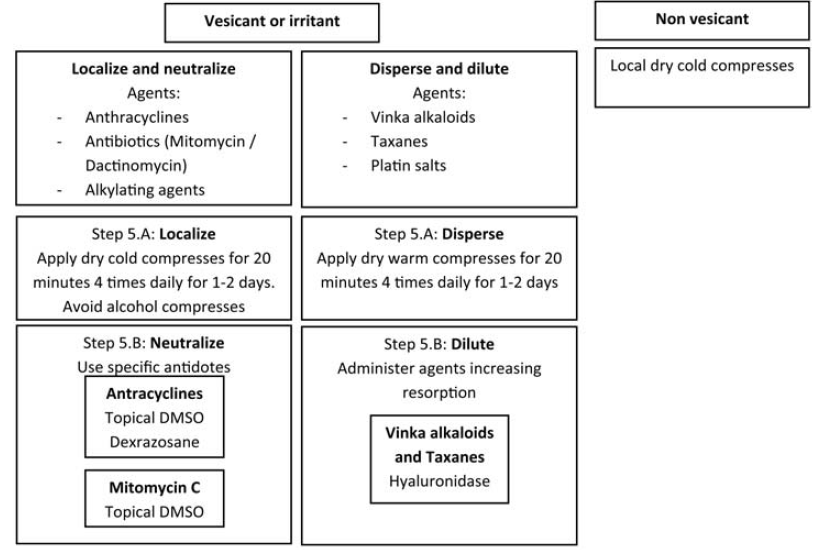 Vesicant or irritant
Non vesicant
Localize and neutralize
Agents:
- Anthracyclines
- Antibiotics (Mitomycin /
Dactinomycin)
- Alkylating agents
Disperse and dilute
Agents:
- Vinka alkaloids
- Taxanes
- Platin salts
Local dry cold compresses
Step 5.A: Localize
Apply dry cold compresses for 20
minutes 4 times daily for 1-2 days.
Avoid alcohol compresses
Step 5.A: Disperse
Apply dry warm compresses for 20
minutes 4 times daily for 1-2 days
Step 5.B: Neutralize
Use specific antidotes
Antracyclines
Topical DMSO
Dexrazosane
Mitomycin C
Topical DMSO
Step 5.B: Dilute
Administer agents increasing
resorption
Vinka alkaloids
and Taxanes
Hyaluronidase